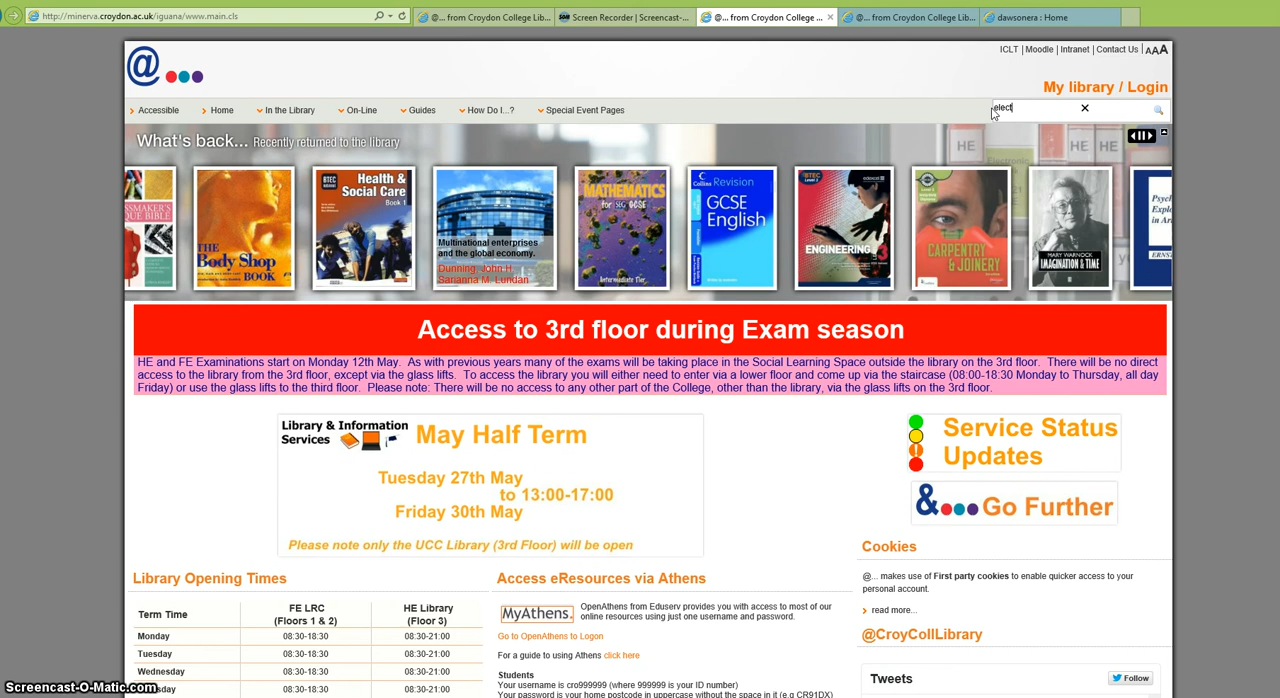 http://minerva.croydon.ac.uk/iguana/www.main.cls
@... from Croydon College Lib...
Screen Recorder | Screencast-...
@... from Croydon College ...
@... from Croydon College Lib...
dawsonera : Home
@
ICLT | Moodle | Intranet | Contact Us | AAA
My library / Login
Accessible Home In the Library On-Line Guides How Do I...? Special Event Pages
elect
What's back... Recently returned to the library
HE
Electronic
HE HE
THE Body Shop BOOK
BTEC
Health & Social Care
Book 1
Multinational enterprises and the global economy.
Dunning, John H
Sananna M. Lundan
MATHEMATICS
for SEG GCSE
Intermediate Tier
Collins Revision
GCSE English
ENGINEERING
CARPENTRY & JOINERY
MARY WARNOCK
IMAGINATION & TIME
Access to 3rd floor during Exam season
HE and FE Examinations start on Monday 12th May. As with previous years many of the exams will be taking place in the Social Learning Space outside the library on the 3rd floor. There will be no direct
access to the library from the 3rd floor, except via the glass lifts. To access the library you will either need to enter via a lower floor and come up via the staircase (08:00-18:30 Monday to Thursday, all day
Friday) or use the glass lifts to the third floor. Please note: There will be no access to any other part of the College, other than the library, via the glass lifts on the 3rd floor.
Library & Information
Services
May Half Term
Tuesday 27th May
to 13:00-17:00
Friday 30th May
Please note only the UCC Library (3rd Floor) will be open
Service Status
Updates
&
Go Further
Library Opening Times
Term Time FE LRC (Floors 1 & 2) HE Library (Floor 3)
Monday 08:30-18:30 08:30-21:00
Tuesday 08:30-18:30 08:30-21:00
Wednesday 08:30-18:30 08:30-21:00
08:30-18:30 08:30-21:00
Access eResources via Athens
MyAthens.
OpenAthens from Eduserv provides you with access to most of our
online resources using just one username and password.
Go to OpenAthens to Logon
For a guide to using Athens click here
Students
Your username is cro999999 (where 999999 is your ID number)
Your password is your home postcode in uppercase without the space in it (e.g CR91DX)
Cookies
@... makes use of First party cookies to enable quicker access to your
personal account.
read more...
@CroyCollLibrary
Tweets
Follow
Screencast-O-Matic.com